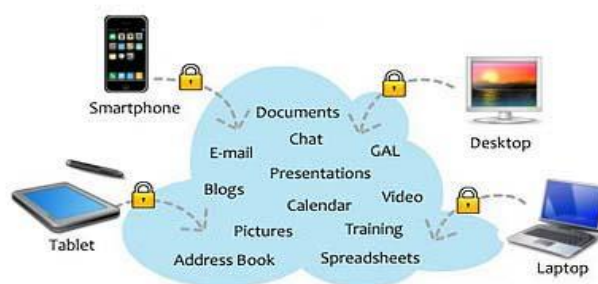 Smartphone
Documents
Chat
Desktop
E-mail
GAL
Presentations
Blogs
Video
Calendar
Tablet
Pictures
Training
Address Book
Spreadsheets
Laptop